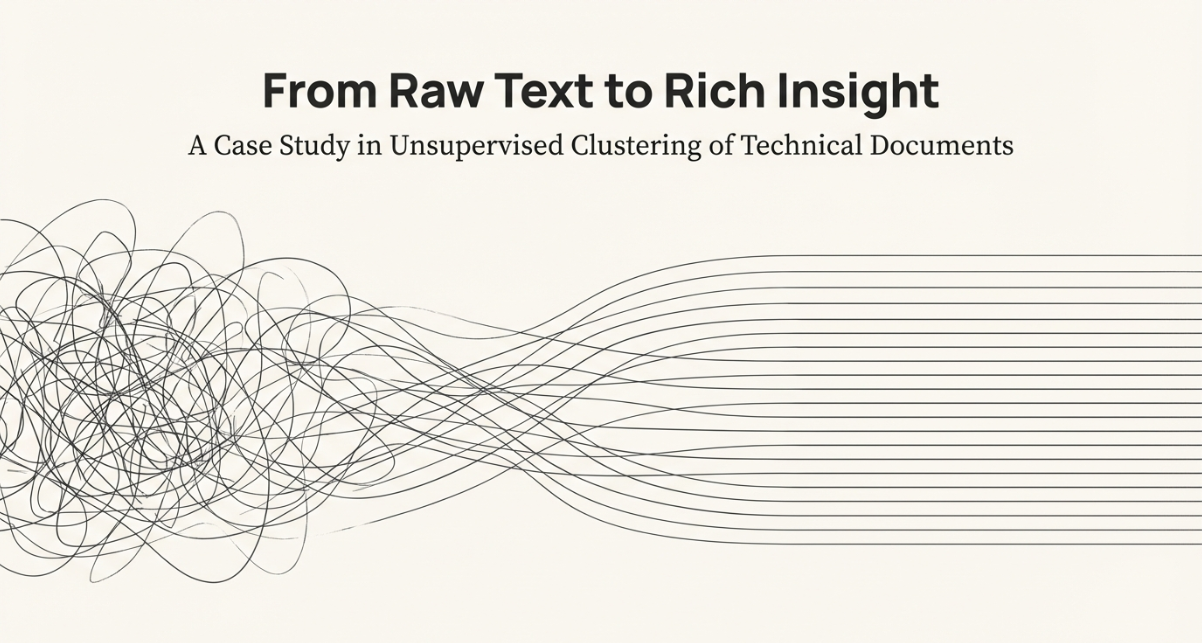 From Raw Text to Rich Insight
A Case Study in Unsupervised Clustering of Technical Documents